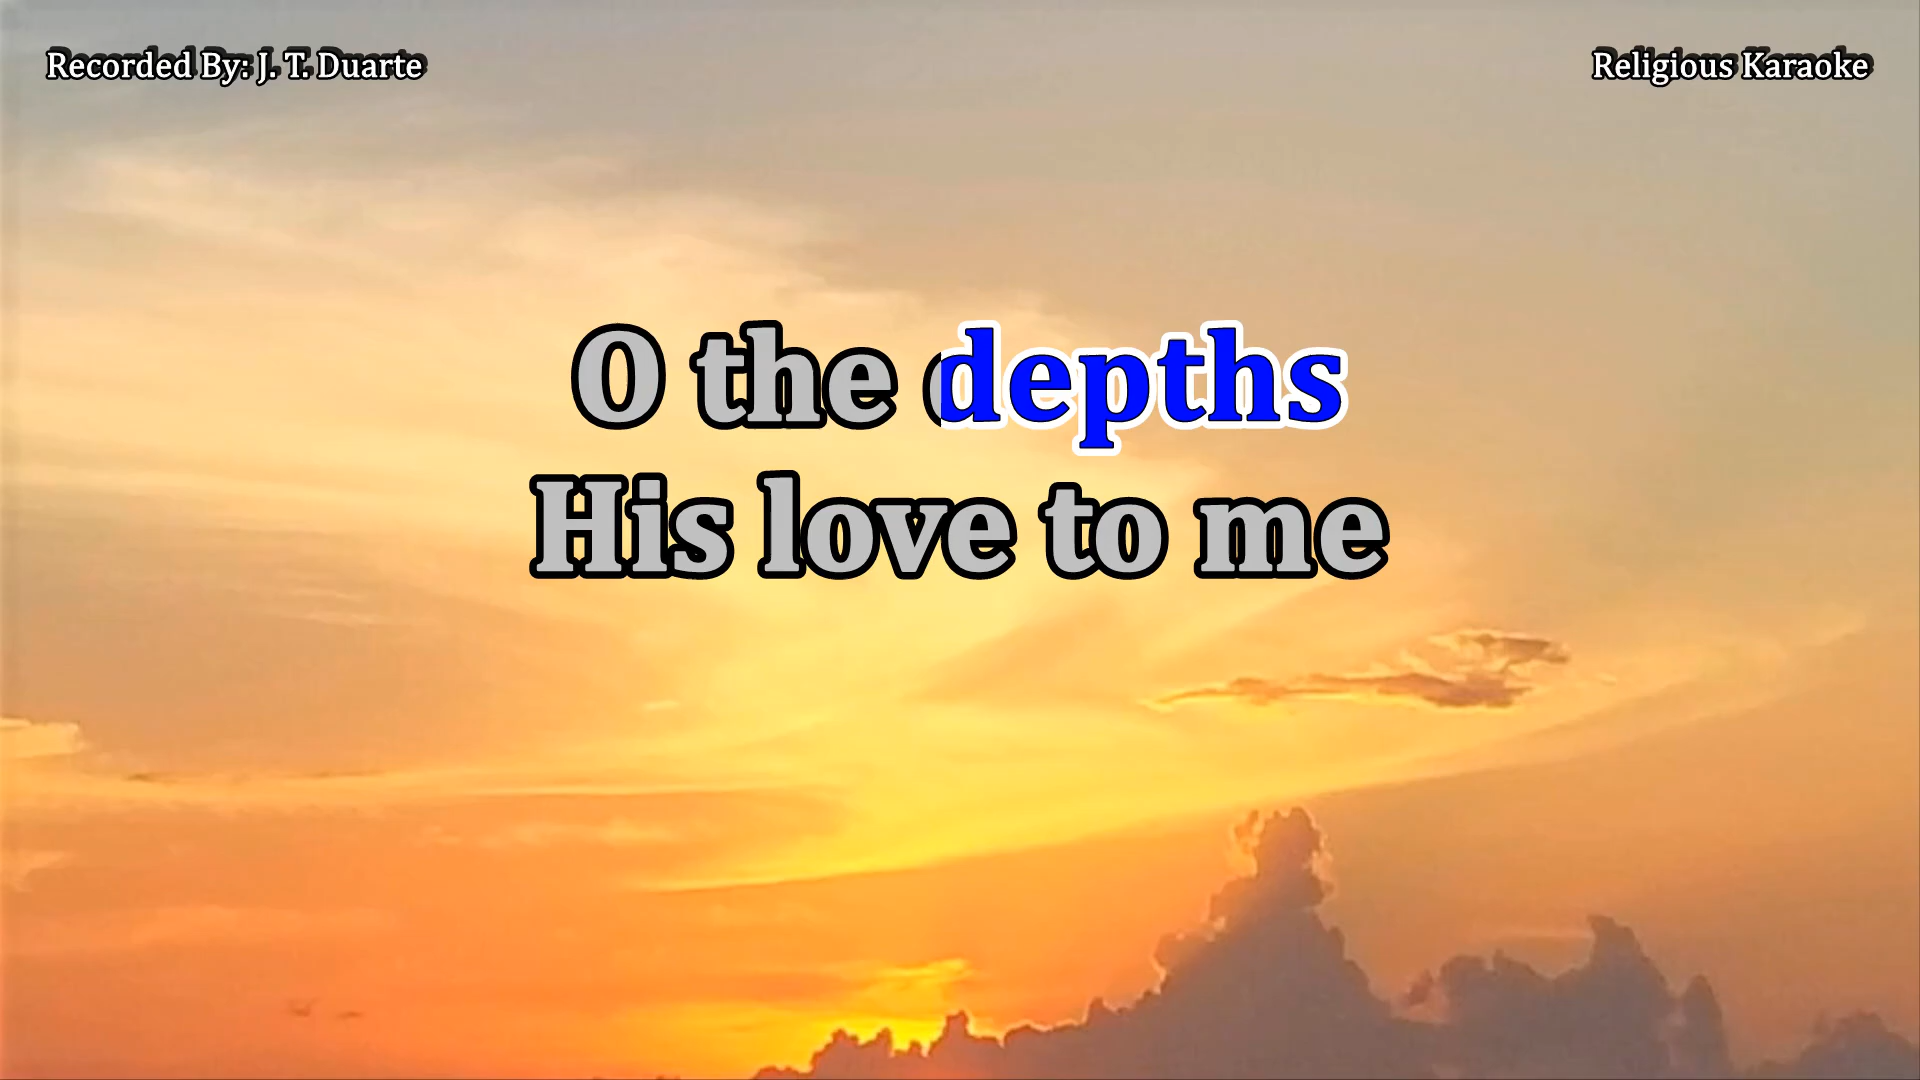 Recorded By: J. T. Duarte
Religious Karaoke
O the depths
His love to me